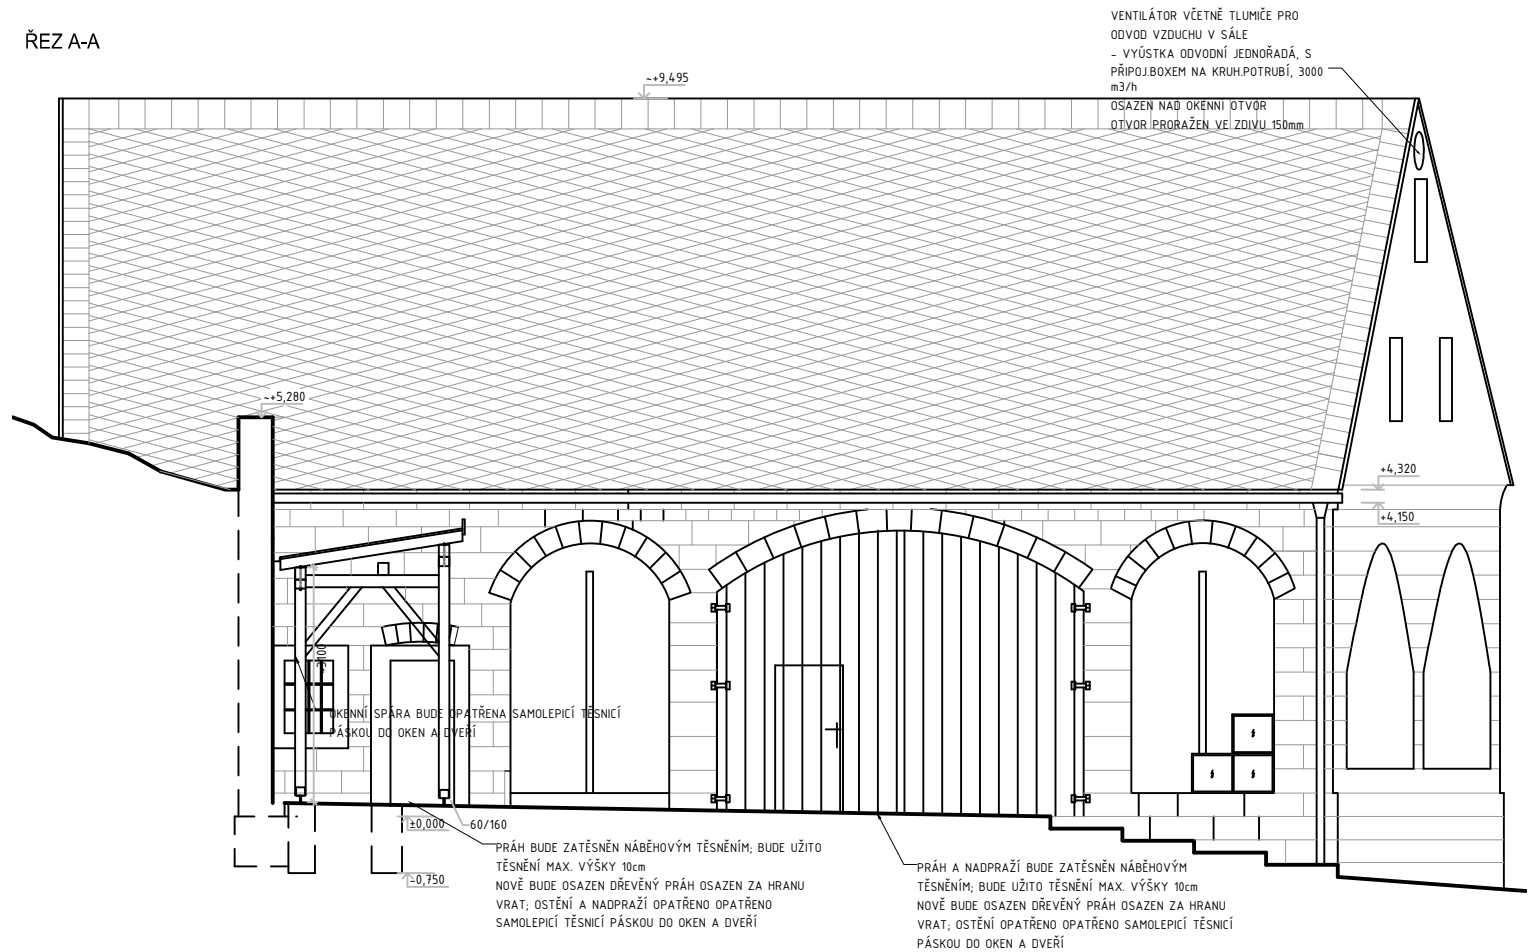 ŘEZ A-A
VENTILÁTOR VČETNĚ TLUMIČE PRO
ODVOD VZDUCHU V SÁLE
- VYÚSTKA ODVODNÍ JEDNOŘADÁ, S
PŘIPOJ.BOXEM NA KRUH.POTRUBÍ, 3000
m3/h
OSAZEN NAD OKENNÍ OTVOR
OTVOR PRORAŽEN VE ZDIVU 150mm
~+9,495
~+5,280
+4,320
+4,150
~3100
OKENNÍ SPÁRA BUDE OPATŘENA SAMOLEPICÍ TĚSNICÍ
PÁSKOU DO OKEN A DVEŘÍ
±0,000
60/160
-0,750
PRÁH BUDE ZATĚSNĚN NÁBĚHOVÝM TĚSNĚNÍM; BUDE UŽITO
TĚSNĚNÍ MAX. VÝŠKY 10cm
NOVĚ BUDE OSAZEN DŘEVĚNÝ PRÁH OSAZEN ZA HRANU
VRAT; OSTĚNÍ A NADPRAŽÍ OPATŘENO OPATŘENO
SAMOLEPICÍ TĚSNICÍ PÁSKOU DO OKEN A DVEŘÍ
PRÁH A NADPRAŽÍ BUDE ZATĚSNĚN NÁBĚHOVÝM
TĚSNĚNÍM; BUDE UŽITO TĚSNĚNÍ MAX. VÝŠKY 10cm
NOVĚ BUDE OSAZEN DŘEVĚNÝ PRÁH OSAZEN ZA HRANU
VRAT; OSTĚNÍ OPATŘENO OPATŘENO SAMOLEPICÍ TĚSNICÍ
PÁSKOU DO OKEN A DVEŘÍ